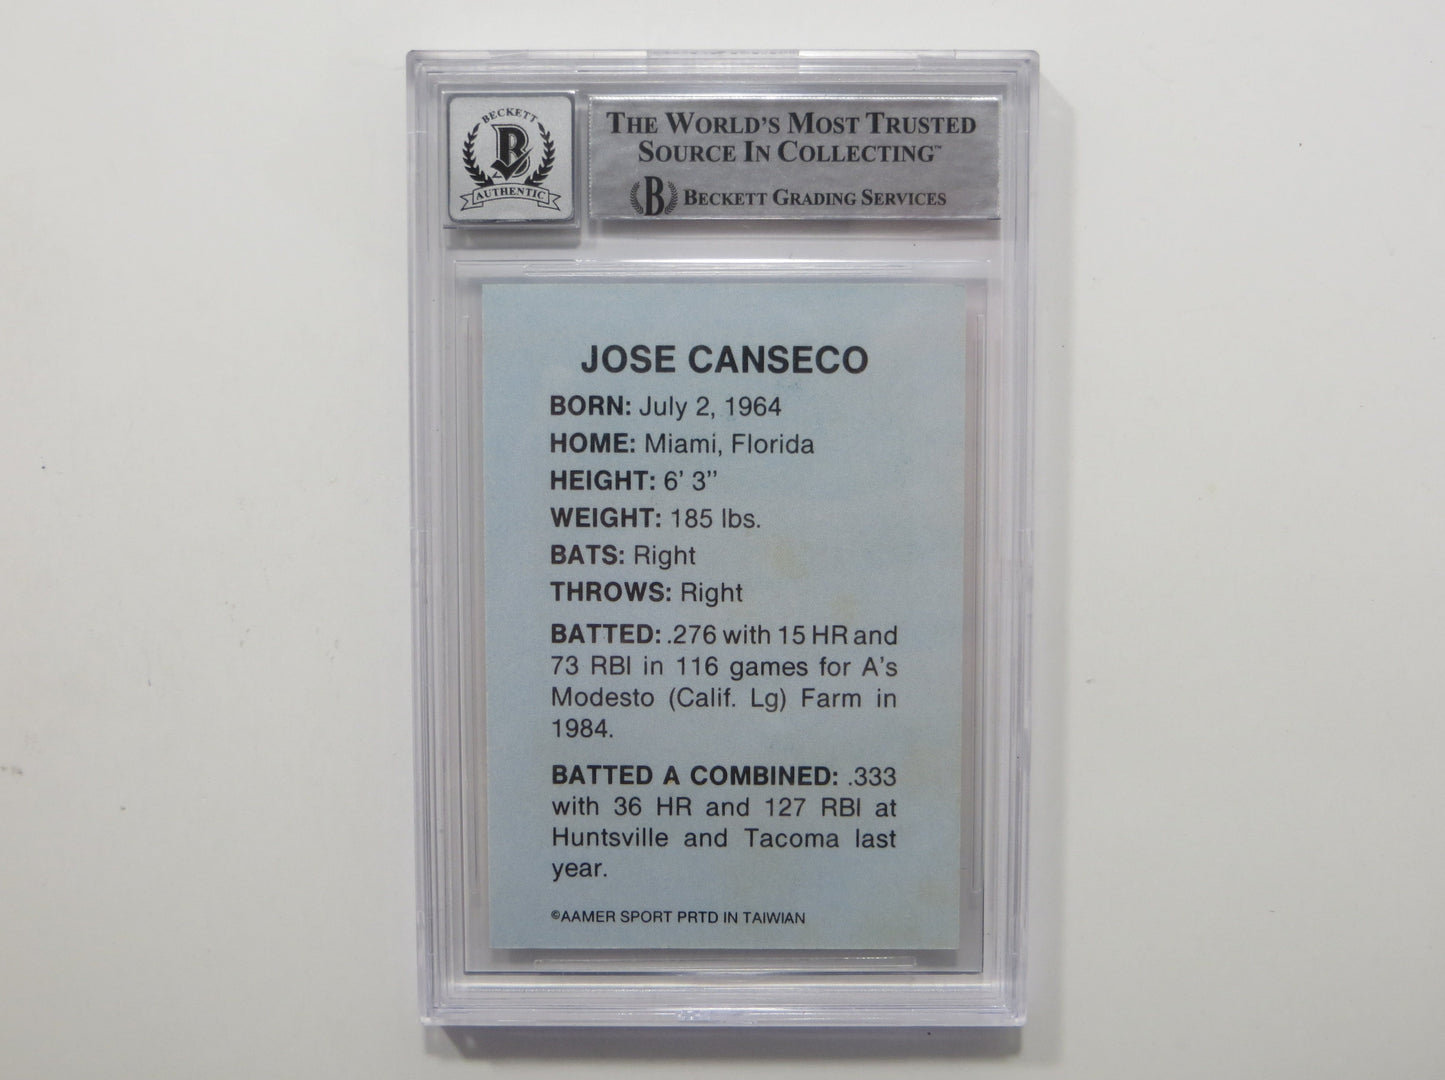 BECKETT
B
AUTHENTIC
THE WORLD'S MOST TRUSTED
SOURCE IN COLLECTING™
B BECKETT GRADING SERVICES
JOSE CANSECO
BORN: July 2, 1964
HOME: Miami, Florida
HEIGHT: 6' 3"
WEIGHT: 185 lbs.
BATS: Right
THROWS: Right
BATTED: .276 with 15 HR and
73 RBI in 116 games for A's
Modesto (Calif. Lg) Farm in
1984.
BATTED A COMBINED: .333
with 36 HR and 127 RBI at
Huntsville and Tacoma last
year.
©AAMER SPORT PRTD IN TAIWIAN